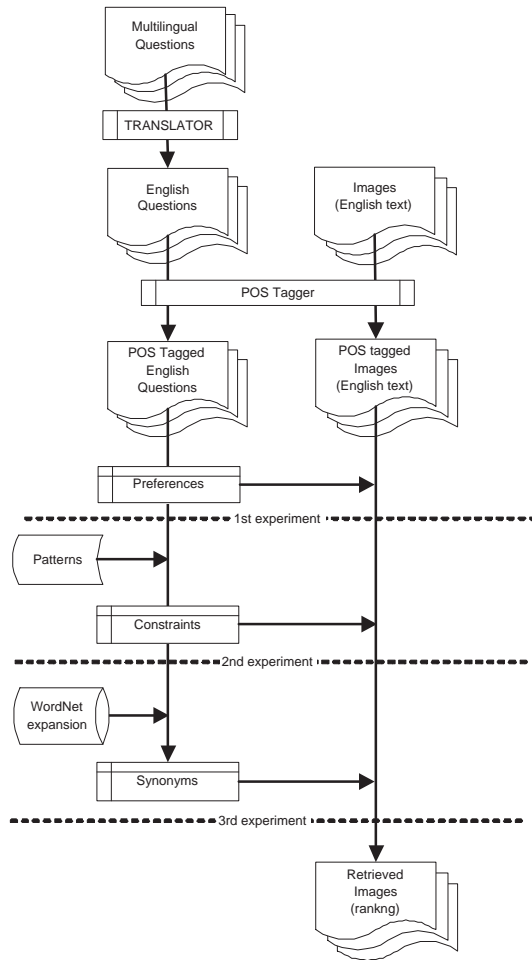 Multilingual
Questions
TRANSLATOR
English
Questions
Images
(English text)
POS Tagger
POS Tagged
English
Questions
POS tagged
Images
(English text)
Preferences
1st experiment
Patterns
Constraints
2nd experiment
WordNet
expansion
Synonyms
3rd experiment
Retrieved
Images
(rankng)